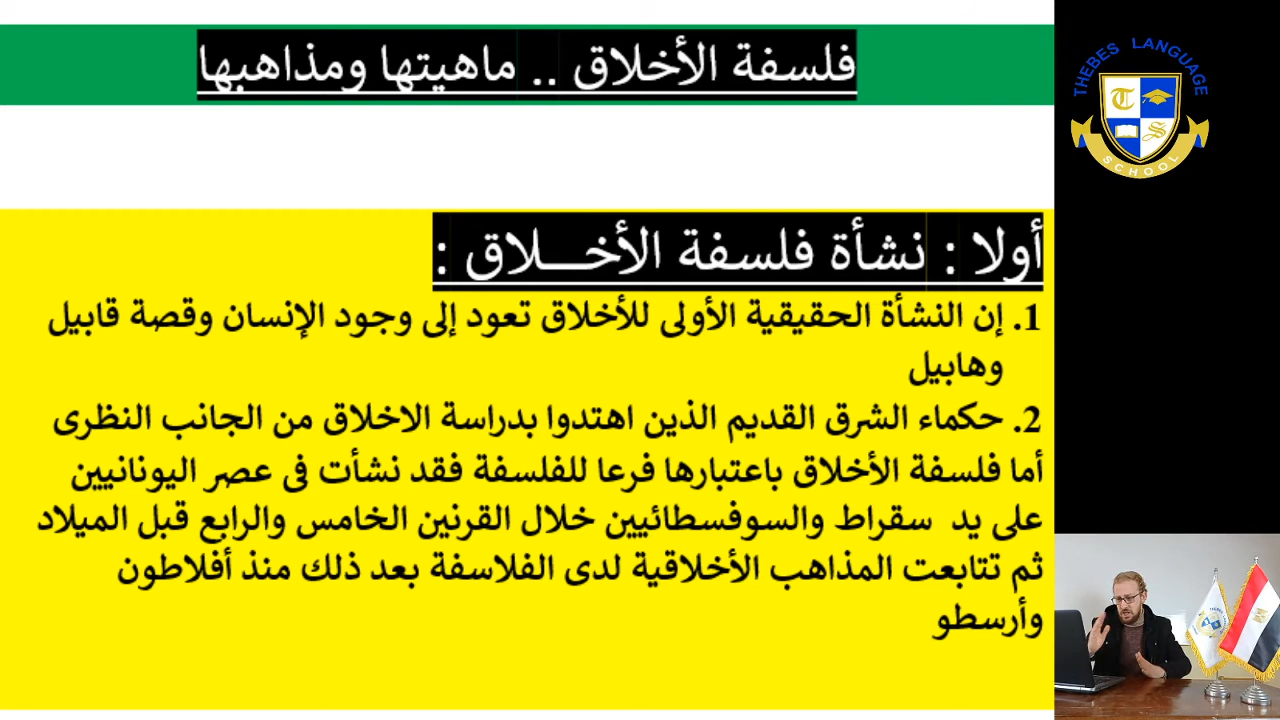 فلسفة الأخلاق .. ماهيتها ومذاهبها
THEBES LANGUAGE
T
S
SCHOOL
أولا : نشأة فلسفة الأخـــلاق :
1. إن النشأة الحقيقية الأولى للأخلاق تعود إلى وجود الإنسان وقصة قابيل
وهابيل
2. حكماء الشرق القديم الذين اهتدوا بدراسة الاخلاق من الجانب النظرى
أما فلسفة الأخلاق باعتبارها فرعا للفلسفة فقد نشأت فى عصر اليونانيين
على يد سقراط والسوفسطائيين خلال القرنين الخامس والرابع قبل الميلاد
ثم تتابعت المذاهب الأخلاقية لدى الفلاسفة بعد ذلك منذ أفلاطون
وأرسطو